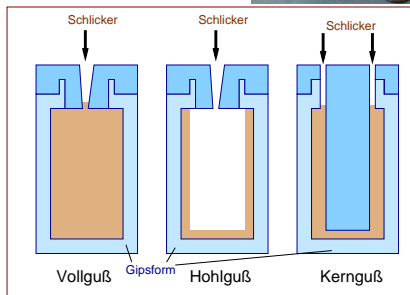 Schlicker
Schlicker
Schlicker
Gipsform
Vollguß
Hohlguß
Kernguß